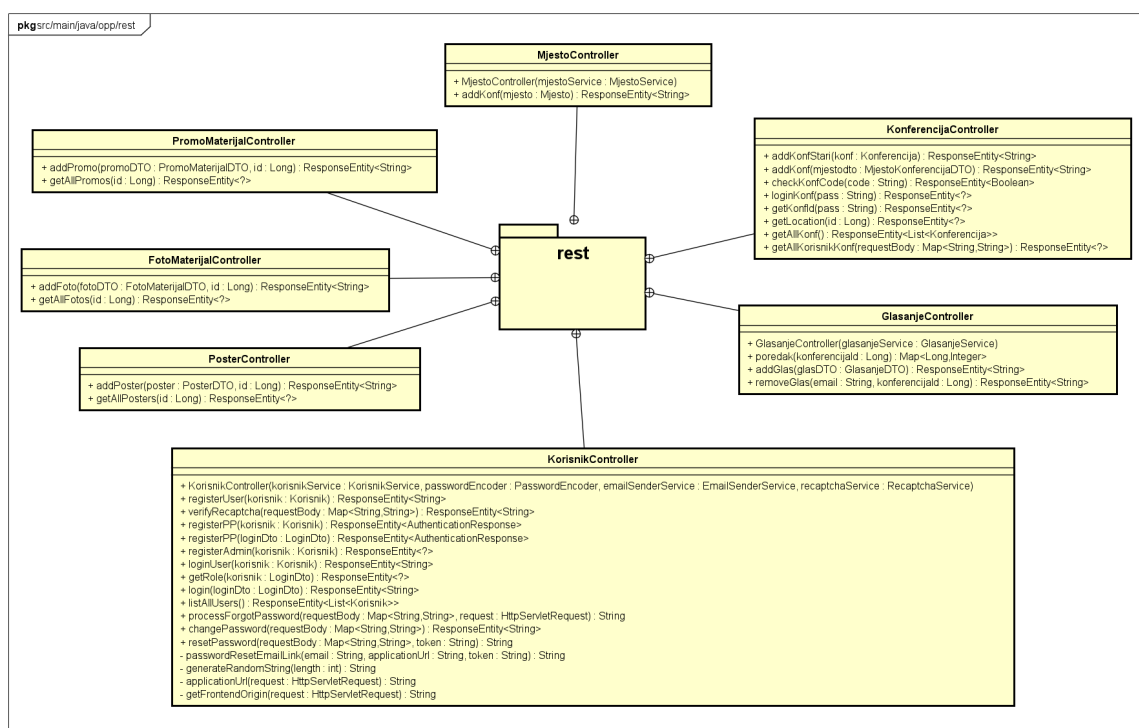 pkg src/main/java/opp/rest
MjestoController
+ MjestoController(mjestoService : MjestoService)
+ addKonf(mjesto : Mjesto) : ResponseEntity<String>
PromoMaterijalController
+ addPromo(promoDTO : PromoMaterijalDTO, id : Long) : ResponseEntity<String>
+ getAllPromos(id : Long) : ResponseEntity<?>
KonferencijaController
+ addKonfStari(konf : Konferencija) : ResponseEntity<String>
+ addKonf(mjestodto : MjestoKonferencijaDTO) : ResponseEntity<String>
+ checkKonfCode(code : String) : ResponseEntity<Boolean>
+ loginKonf(pass : String) : ResponseEntity<?>
+ getKonfId(pass : String) : ResponseEntity<?>
+ getLocation(id : Long) : ResponseEntity<?>
+ getAllKonf() : ResponseEntity<List<Konferencija>>
+ getAllKorisnikKonf(requestBody : Map<String,String>) : ResponseEntity<?>
rest
FotoMaterijalController
+ addFoto(fotoDTO : FotoMaterijalDTO, id : Long) : ResponseEntity<String>
+ getAllFotos(id : Long) : ResponseEntity<?>
GlasanjeController
+ GlasanjeController(glasanjeService : GlasanjeService)
+ poredak(konferencijaId : Long) : Map<Long,Integer>
+ addGlas(glasDTO : GlasanjeDTO) : ResponseEntity<String>
+ removeGlas(email : String, konferencijaId : Long) : ResponseEntity<String>
PosterController
+ addPoster(poster : PosterDTO, id : Long) : ResponseEntity<String>
+ getAllPosters(id : Long) : ResponseEntity<?>
KorisnikController
+ KorisnikController(korisnikService : KorisnikService, passwordEncoder : PasswordEncoder, emailSenderService : EmailSenderService, recaptchaService : RecaptchaService)
+ registerUser(korisnik : Korisnik) : ResponseEntity<String>
+ verifyRecaptcha(requestBody : Map<String,String>) : ResponseEntity<String>
+ registerPP(korisnik : Korisnik) : ResponseEntity<AuthenticationResponse>
+ registerPP(loginDto : LoginDto) : ResponseEntity<AuthenticationResponse>
+ registerAdmin(korisnik : Korisnik) : ResponseEntity<?>
+ loginUser(korisnik : Korisnik) : ResponseEntity<String>
+ getRole(korisnik : LoginDto) : ResponseEntity<?>
+ login(loginDto : LoginDto) : ResponseEntity<String>
+ listAllUsers() : ResponseEntity<List<Korisnik>>
+ processForgotPassword(requestBody : Map<String,String>, request : HttpServletRequest) : String
+ changePassword(requestBody : Map<String,String>) : ResponseEntity<String>
+ resetPassword(requestBody : Map<String,String>, token : String) : String
- passwordResetEmailLink(email : String, applicationUrl : String, token : String) : String
- generateRandomString(length : int) : String
- applicationUrl(request : HttpServletRequest) : String
- getFrontendOrigin(request : HttpServletRequest) : String